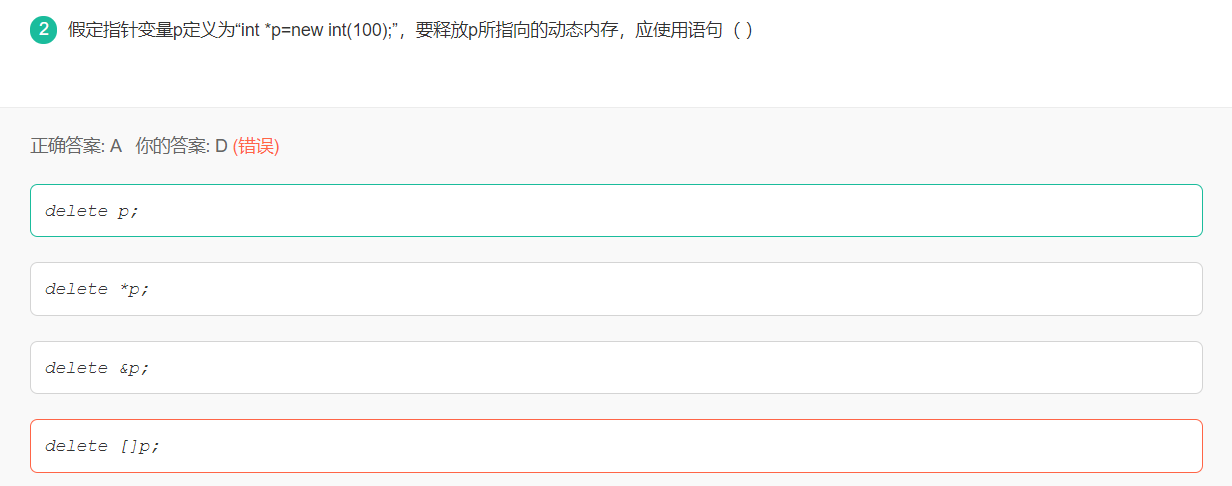 2 假定指针变量p定义为“int *p=new int(100);”，要释放p所指向的动态内存，应使用语句（ ）
正确答案: A 你的答案: D (错误)
delete p;
delete *p;
delete &p;
delete []p;